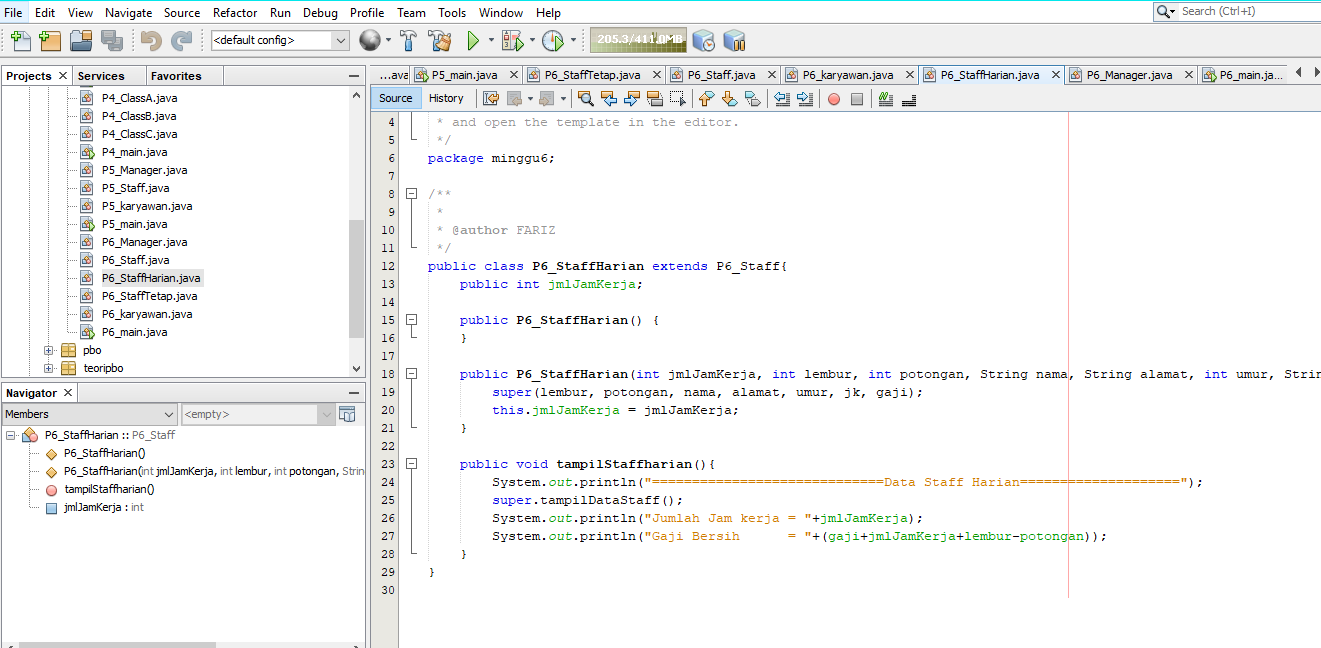 File Edit View Navigate Source Refactor Run Debug Profile Team Tools Window Help
Search (Ctrl+I)
<default config>
205.3/411.0MB
Projects
Services
Favorites
P4_ClassA.java
P4_ClassB.java
P4_ClassC.java
P4_main.java
P5_Manager.java
P5_Staff.java
P5_karyawan.java
P5_main.java
P6_Manager.java
P6_Staff.java
P6_StaffHarian.java
P6_StaffTetap.java
P6_karyawan.java
P6_main.java
pbo
teoripbo
Navigator
Members
<empty>
P6_StaffHarian :: P6_Staff
P6_StaffHarian()
P6_StaffHarian(int jmlJamKerja, int lembur, int potongan, Strin
tampilStaffharian()
jmlJamKerja : int
...ava P5_main.java P6_StaffTetap.java P6_Staff.java P6_karyawan.java P6_StaffHarian.java P6_Manager.java P6_main.ja...
Source History
4 * and open the template in the editor.
5 */
6 package minggu6;
7
8 /**
9 *
10 * @author FARIZ
11 */
12 public class P6_StaffHarian extends P6_Staff{
13 public int jmlJamKerja;
14
15 public P6_StaffHarian() {
16 }
17
18 public P6_StaffHarian(int jmlJamKerja, int lembur, int potongan, String nama, String alamat, int umur, Strin
19 super(lembur, potongan, nama, alamat, umur, jk, gaji);
20 this.jmlJamKerja = jmlJamKerja;
21 }
22
23 public void tampilStaffharian(){
24 System.out.println("=============================Data Staff Harian====================");
25 super.tampilDataStaff();
26 System.out.println("Jumlah Jam kerja = "+jmlJamKerja);
27 System.out.println("Gaji Bersih      = "+(gaji+jmlJamKerja+lembur-potongan));
28 }
29 }
30